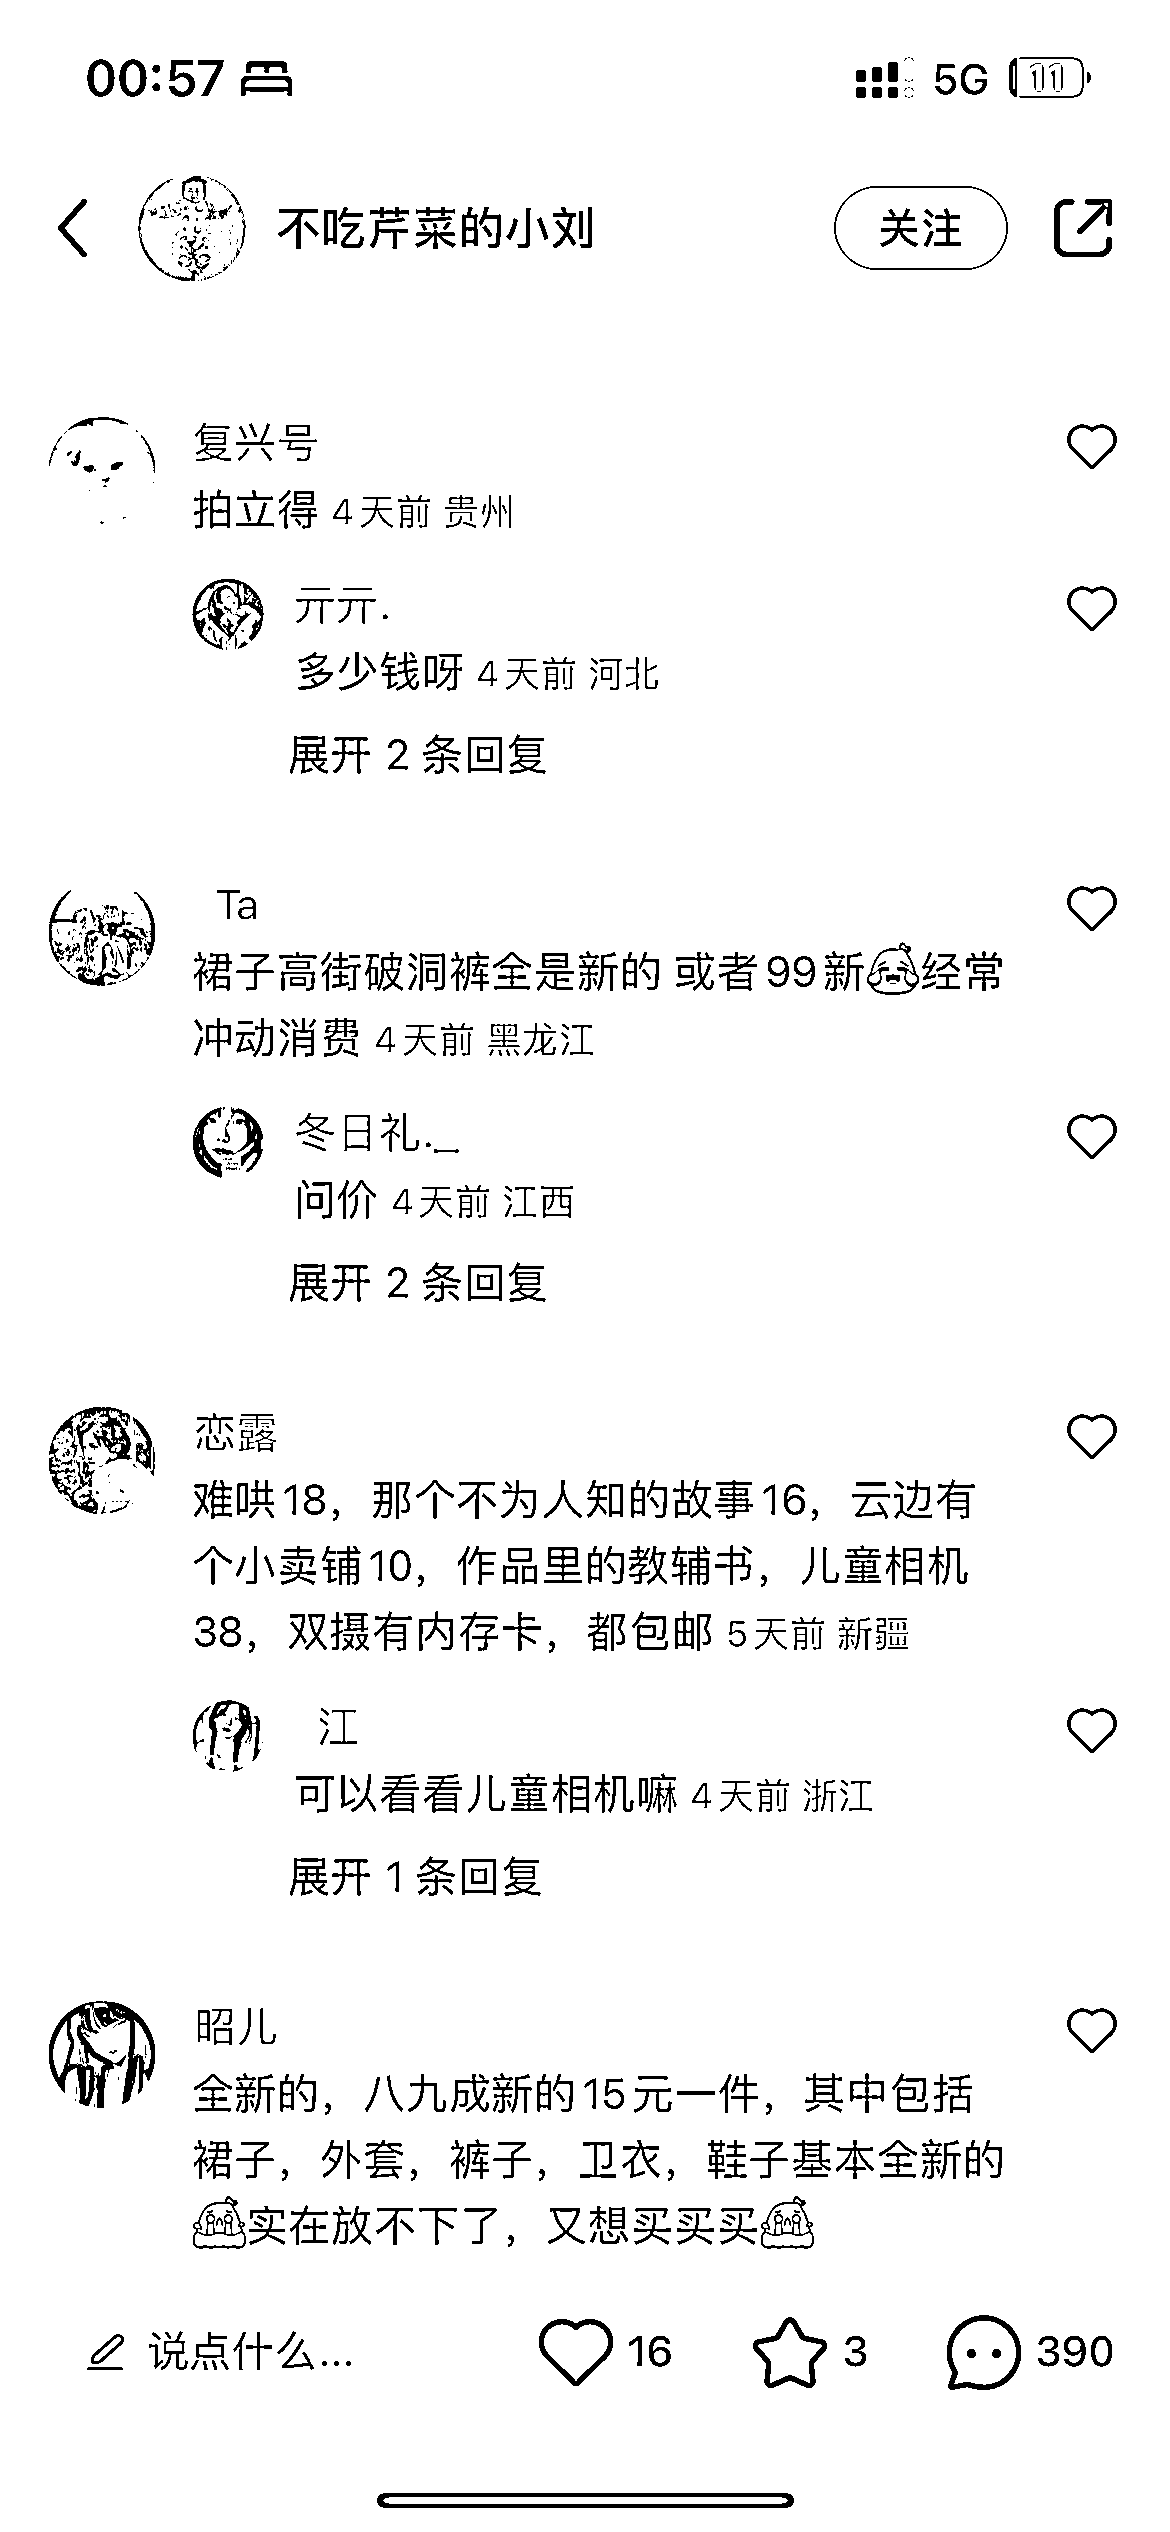 00:57 5G 11
不吃芹菜的小刘 关注
复兴号
拍立得 4天前 贵州
亓亓.
多少钱呀 4天前 河北
展开 2 条回复
Ta
裙子高街破洞裤全是新的 或者99新😭经常
冲动消费 4天前 黑龙江
冬日礼._
问价 4天前 江西
展开 2 条回复
恋露
难哄18，那个不为人知的故事16，云边有
个小卖铺10，作品里的教辅书，儿童相机
38，双摄有内存卡，都包邮 5天前 新疆
江
可以看看儿童相机嘛 4天前 浙江
展开 1 条回复
昭儿
全新的，八九成新的15元一件，其中包括
裙子，外套，裤子，卫衣，鞋子基本全新的
😭实在放不下了，又想买买买😭
说点什么... 16 3 390